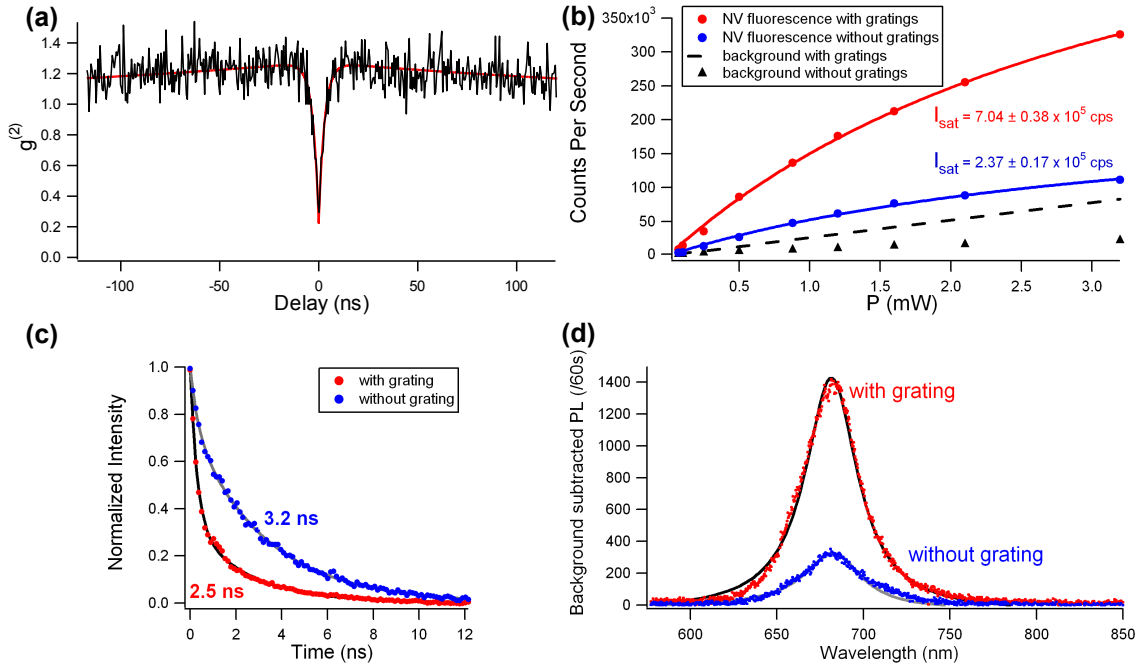 (a)
g(2)
1.4
1.2
1.0
0.8
0.6
0.4
0.2
0.0
-100
-50
0
50
100
Delay (ns)
(b)
Counts Per Second
350x10³
300
250
200
150
100
50
0
NV fluorescence with gratings
NV fluorescence without gratings
background with gratings
background without gratings
Isat = 7.04 ± 0.38 x 10⁵ cps
Isat = 2.37 ± 0.17 x 10⁵ cps
0.5
1.0
1.5
2.0
2.5
3.0
P (mW)
(c)
Normalized Intensity
1.0
0.8
0.6
0.4
0.2
0.0
with grating
without grating
3.2 ns
2.5 ns
0
2
4
6
8
10
12
Time (ns)
(d)
Background subtracted PL (/60s)
1400
1200
1000
800
600
400
200
0
with grating
without grating
600
650
700
750
800
850
Wavelength (nm)